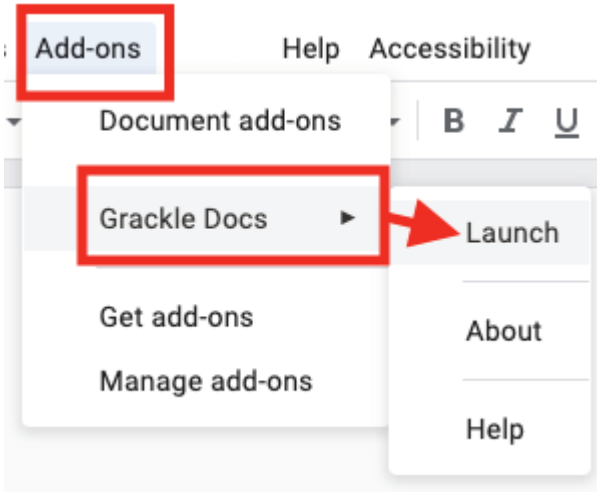 Add-ons Help Accessibility
Document add-ons B I U
Grackle Docs
Launch
Get add-ons
About
Manage add-ons
Help